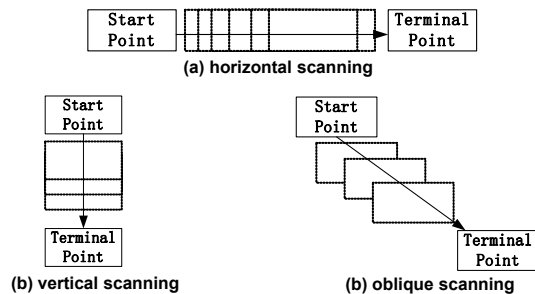 Start
Point
Terminal
Point
(a) horizontal scanning
Start
Point
Terminal
Point
(b) vertical scanning
Start
Point
Terminal
Point
(b) oblique scanning